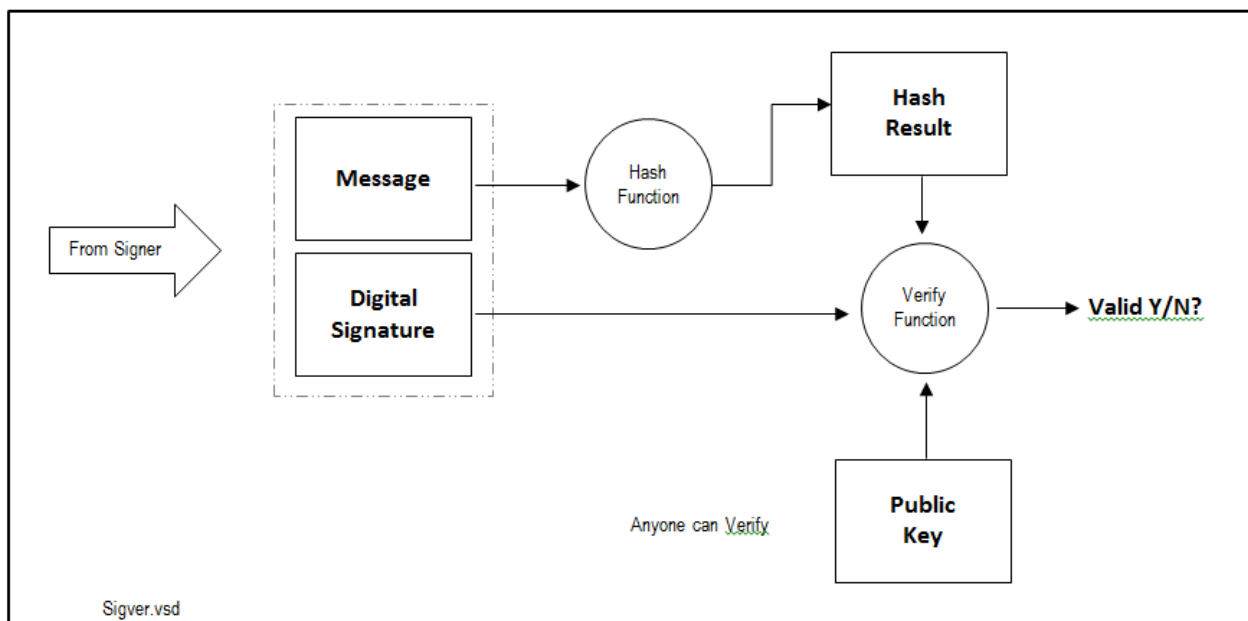 Hash
Result
Message
Hash
Function
From Signer
Digital
Signature
Verify
Function
Valid Y/N?
Public
Key
Anyone can Verify
Sigver.vsd